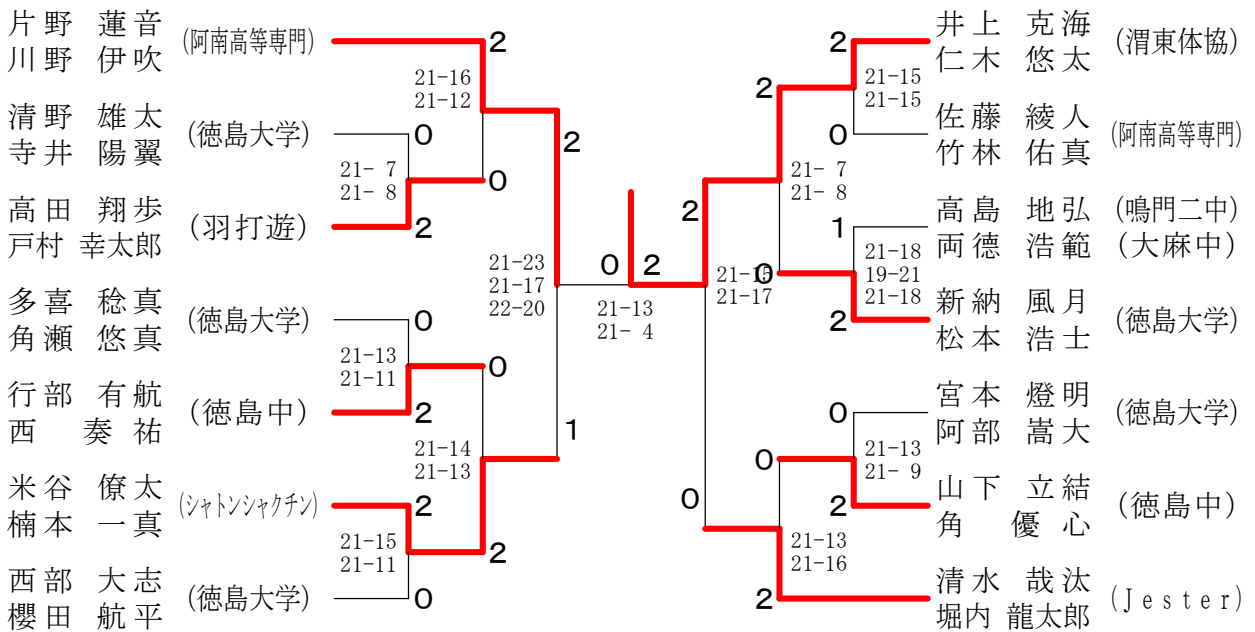 片野 蓮音
川野 伊吹
(阿南高等専門)
2
21-16
21-12
清野 雄太
寺井 陽翼
(徳島大学)
0
2
21- 7
21- 8
0
高田 翔歩
戸村 幸太郎
(羽打遊)
2
21-23
21-17
22-20
多喜 稔真
角瀬 悠真
(徳島大学)
0
21-13
21-11
0
行部 有航
西 奏祐
(徳島中)
2
1
21-14
21-13
米谷 僚太
楠本 一真
(シャトンシャクチン)
2
21-15
21-11
2
西部 大志
櫻田 航平
(徳島大学)
0
0
2
21-13
21- 4
井上 克海
仁木 悠太
(渭東体協)
2
21-15
21-15
2
佐藤 綾人
竹林 佑真
(阿南高等専門)
0
21- 7
21- 8
2
高島 地弘
両德 浩範
(鳴門二中)
(大麻中)
1
21-18
19-21
21-18
0
21-15
21-17
新納 風月
松本 浩士
(徳島大学)
2
宮本 燈明
阿部 嵩大
(徳島大学)
0
21-13
21- 9
0
山下 立結
角 優心
(徳島中)
2
0
21-13
21-16
清水 哉汰
堀内 龍太郎
(Jester)
2